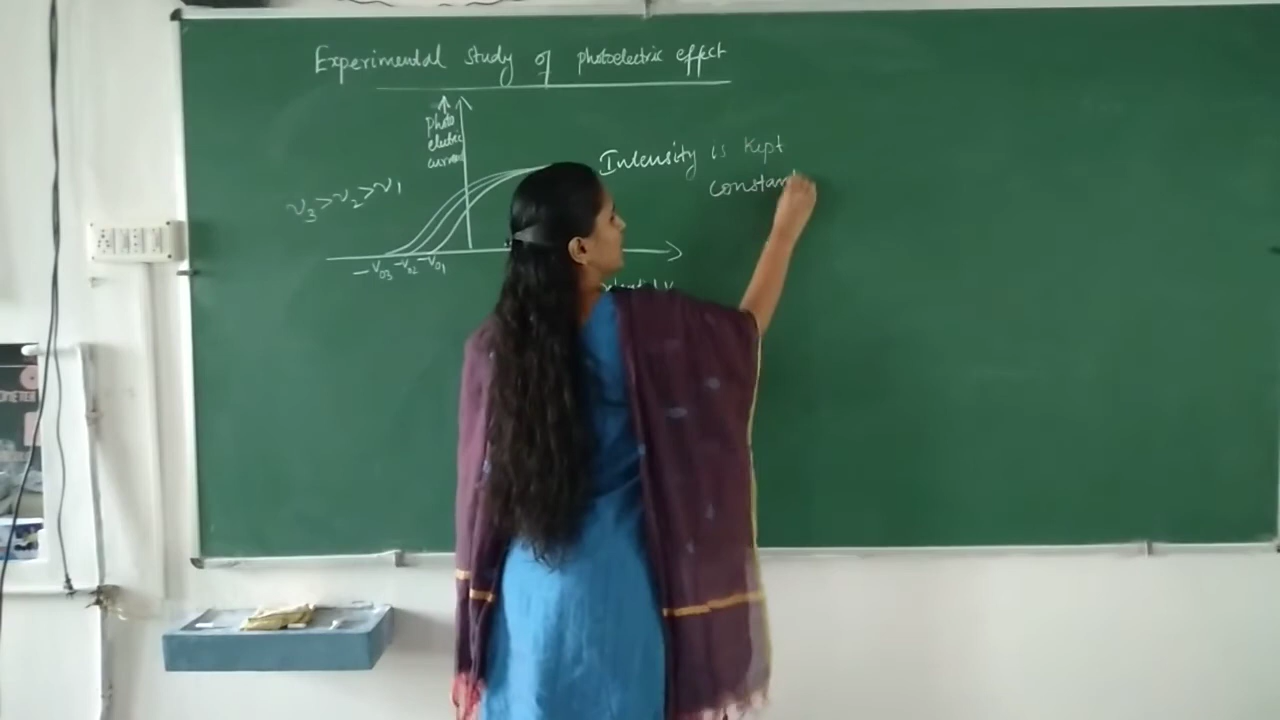 Experimental study of photoelectric effect
photo
electric
current
Intensity is kept
constant
ν₃ > ν₂ > ν₁
−V₀₃ −V₀₂ −V₀₁